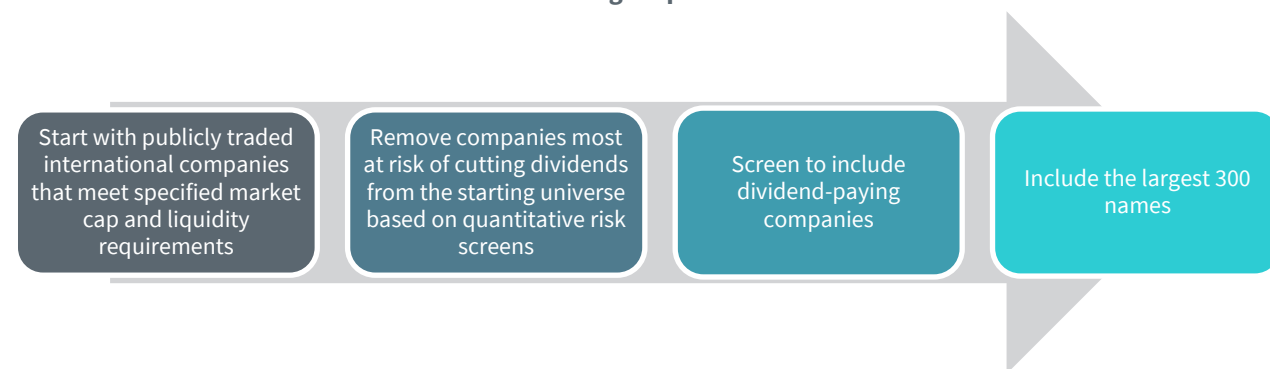 Start with publicly traded
international companies
that meet specified market
cap and liquidity
requirements
Remove companies most
at risk of cutting dividends
from the starting universe
based on quantitative risk
screens
Screen to include
dividend-paying
companies
Include the largest 300
names